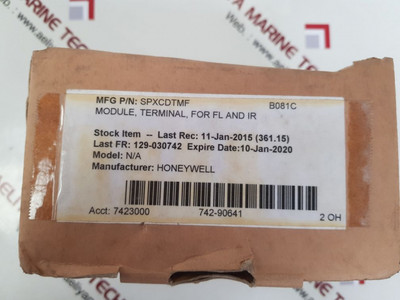 MFG P/N: SPXCDTMF B081C
MODULE, TERMINAL, FOR FL AND IR
Stock Item -- Last Rec: 11-Jan-2015 (361.15)
Last FR: 129-030742 Expire Date:10-Jan-2020
Model: N/A
Manufacturer: HONEYWELL
Acct: 7423000 742-90641 2 OH